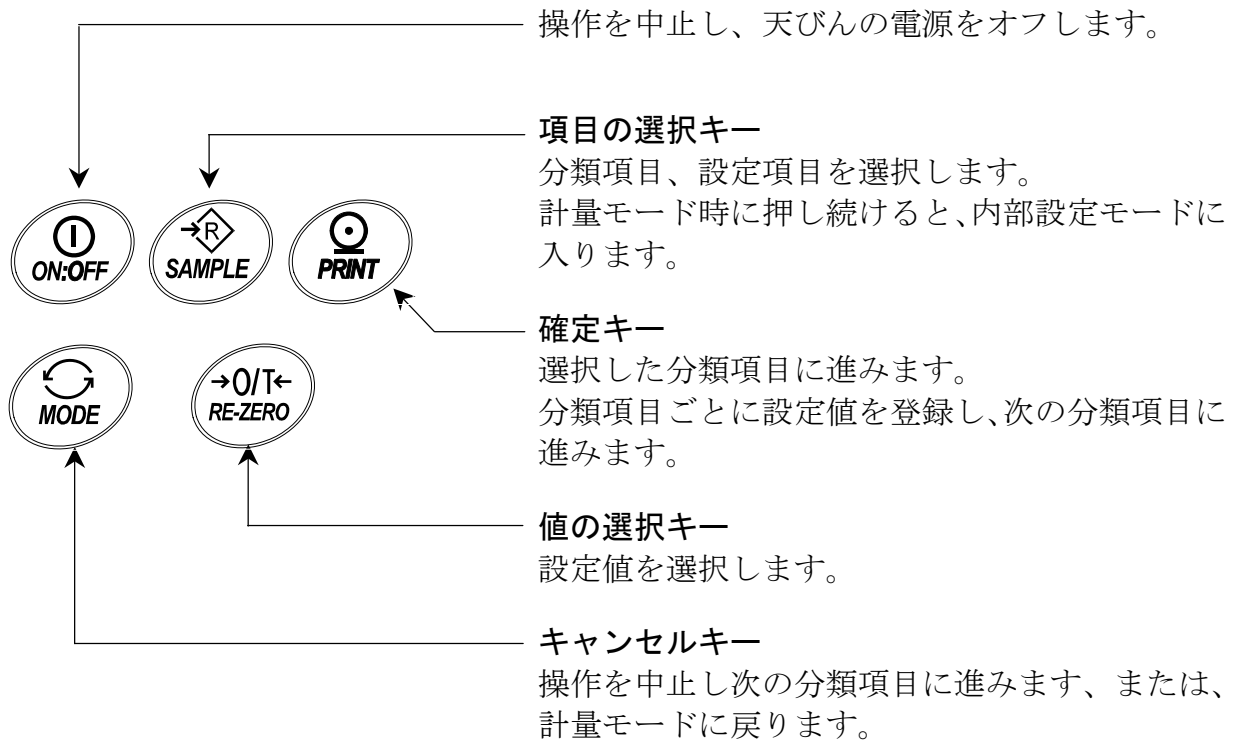 操作を中止し、天びんの電源をオフします。
項目の選択キー
分類項目、設定項目を選択します。
計量モード時に押し続けると、内部設定モードに
入ります。
ON:OFF
→R
SAMPLE
PRINT
確定キー
選択した分類項目に進みます。
分類項目ごとに設定値を登録し、次の分類項目に
進みます。
MODE
→0/T←
RE-ZERO
値の選択キー
設定値を選択します。
キャンセルキー
操作を中止し次の分類項目に進みます、または、
計量モードに戻ります。